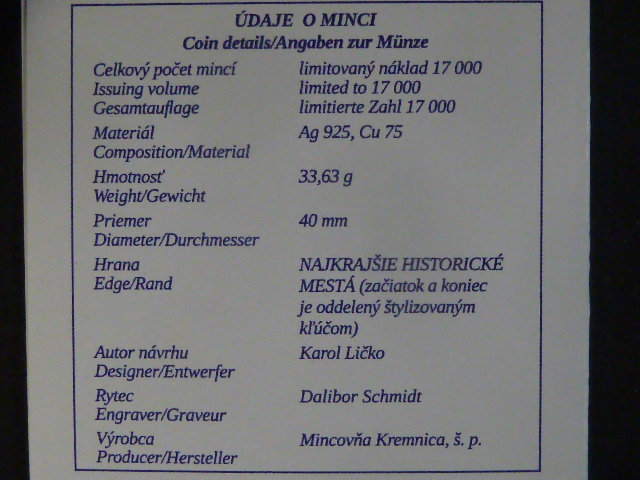 ÚDAJE O MINCI
Coin details/Angaben zur Münze
Celkový počet mincí limitovaný náklad 17 000
Issuing volume limited to 17 000
Gesamtauflage limitierte Zahl 17 000
Materiál Ag 925, Cu 75
Composition/Material
Hmotnosť 33,63 g
Weight/Gewicht
Priemer 40 mm
Diameter/Durchmesser
Hrana NAJKRAJŠIE HISTORICKÉ
Edge/Rand MESTÁ (začiatok a koniec
je oddelený štylizovaným
kľúčom)
Autor návrhu Karol Ličko
Designer/Entwerfer
Rytec Dalibor Schmidt
Engraver/Graveur
Výrobca Mincovňa Kremnica, š. p.
Producer/Hersteller